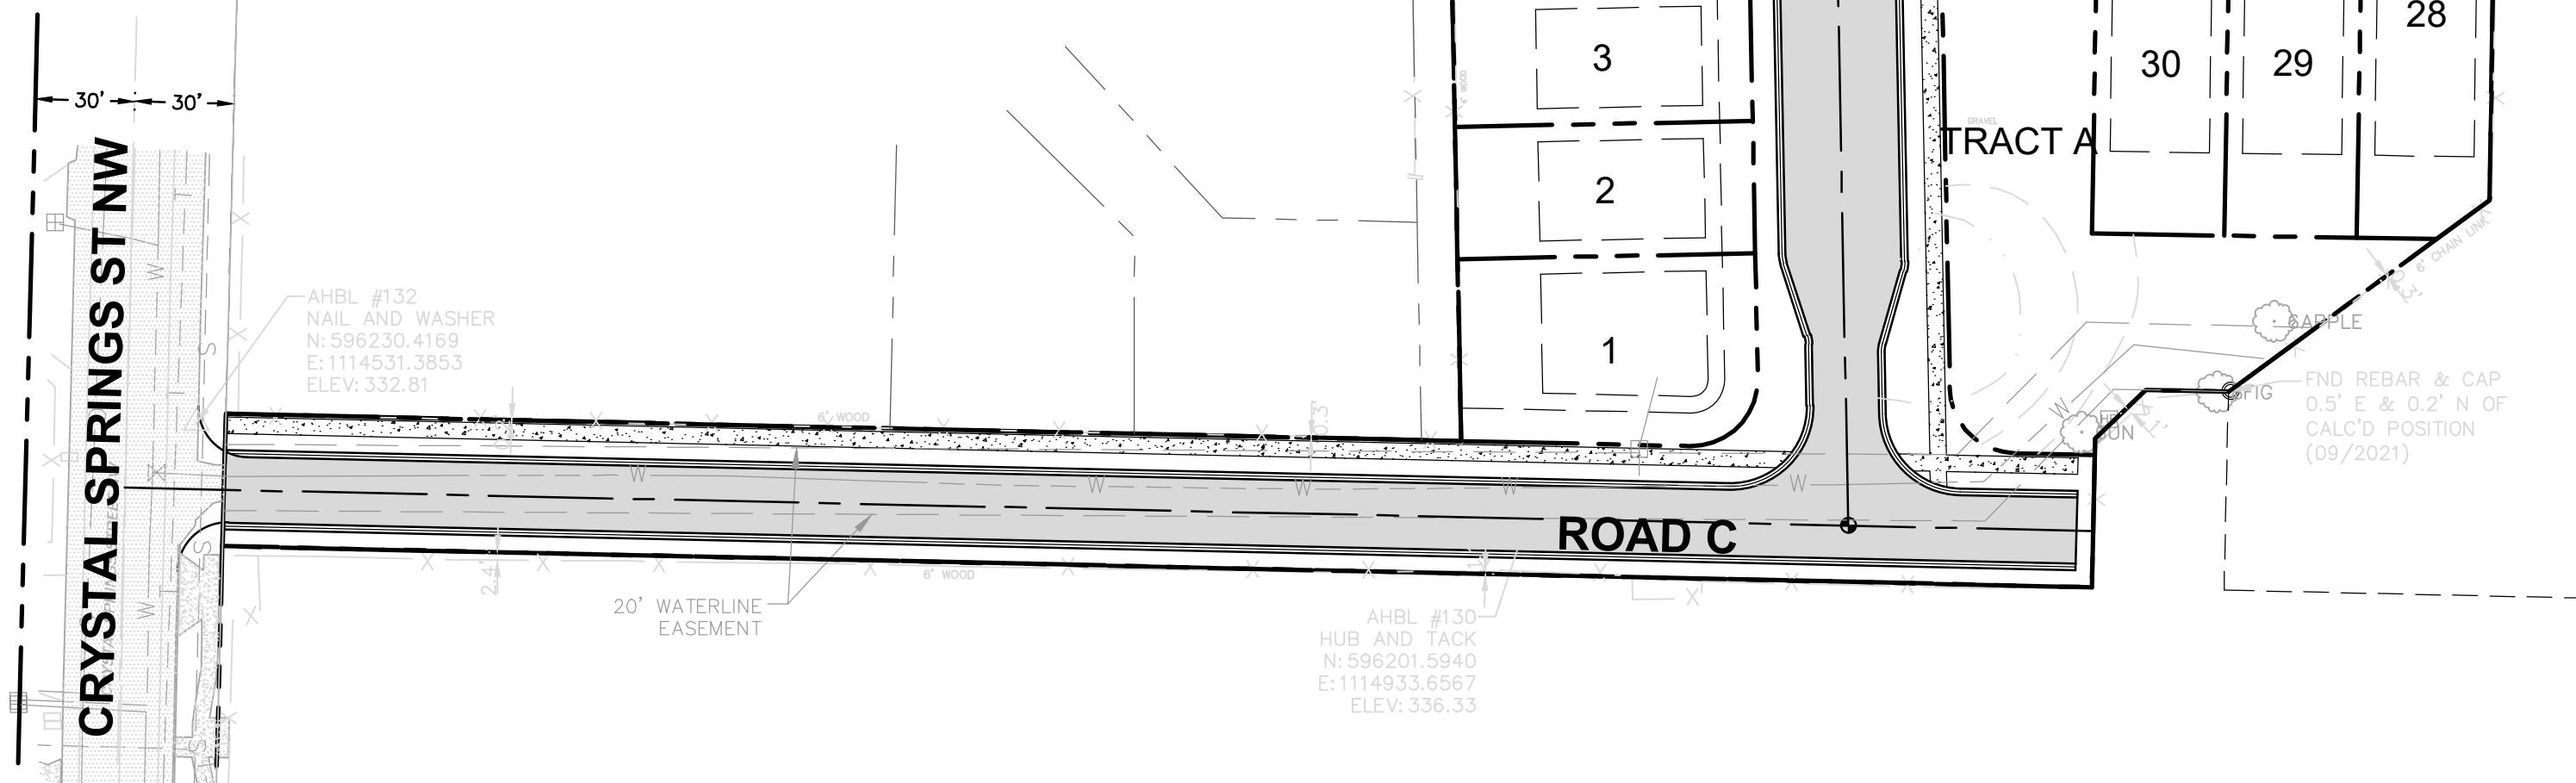 28
3
30
29
30'
30'
6' WOOD
GRAVEL
TRACT A
2
CRYSTAL SPRINGS ST NW
6' CHAIN LINK
AHBL #132
NAIL AND WASHER
N: 596230.4169
E: 1114531.3853
ELEV: 332.81
1
6APPLE
FND REBAR & CAP
0.5' E & 0.2' N OF
CALC'D POSITION
(09/2021)
6' WOOD
0.3'
W
W
W
W
W
W
ROAD C
2.4'
6' WOOD
20' WATERLINE
EASEMENT
AHBL #130
HUB AND TACK
N: 596201.5940
E: 1114933.6567
ELEV: 336.33
W
W
S
S
S